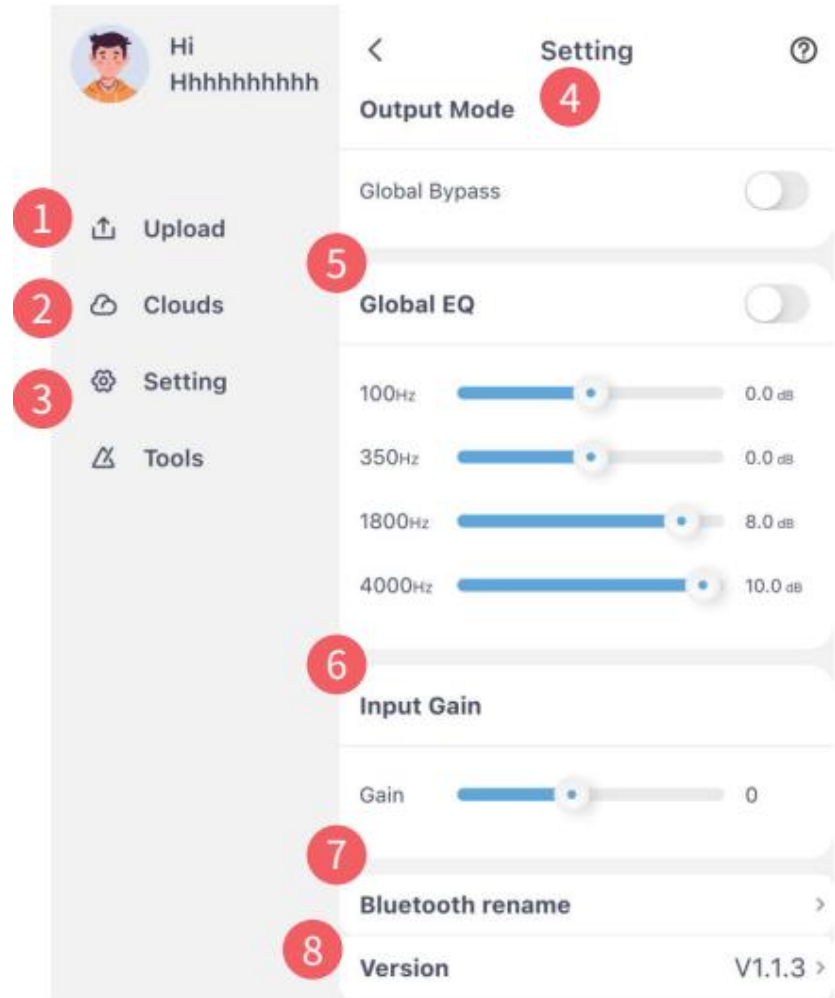 Hi
Hhhhhhhhhh
1 Upload
2 Clouds
3 Setting
Tools
Setting
4
Output Mode
Global Bypass
5
Global EQ
100Hz 0.0 dB
350Hz 0.0 dB
1800Hz 8.0 dB
4000Hz 10.0 dB
6
Input Gain
Gain 0
7
Bluetooth rename
8
Version V1.1.3